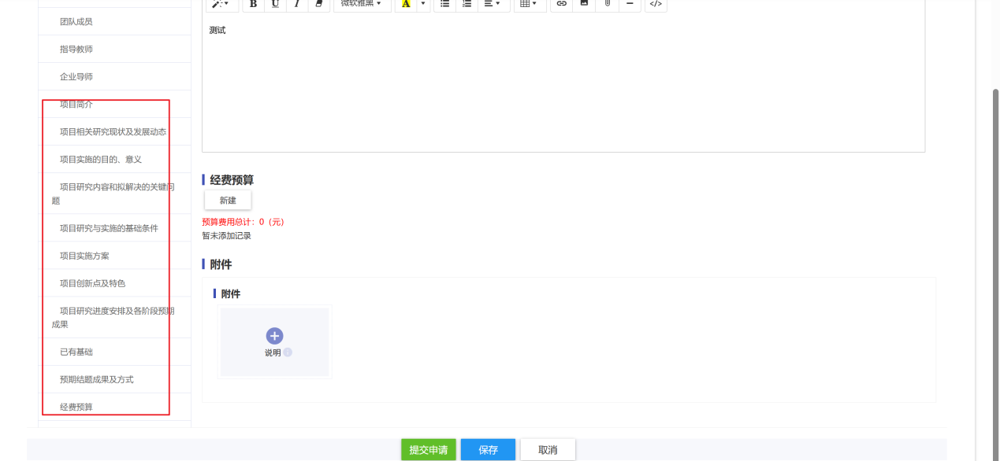 团队成员
指导教师
企业导师
项目简介
项目相关研究现状及发展动态
项目实施的目的、意义
项目研究内容和拟解决的关键问
题
项目研究与实施的基础条件
项目实施方案
项目创新点及特色
项目研究进度安排及各阶段预期
成果
已有基础
预期结题成果及方式
经费预算
B U I 微软雅黑 A </>
测试
经费预算
新建
预算费用总计：0（元）
暂未添加记录
附件
附件
说明
提交申请 保存 取消